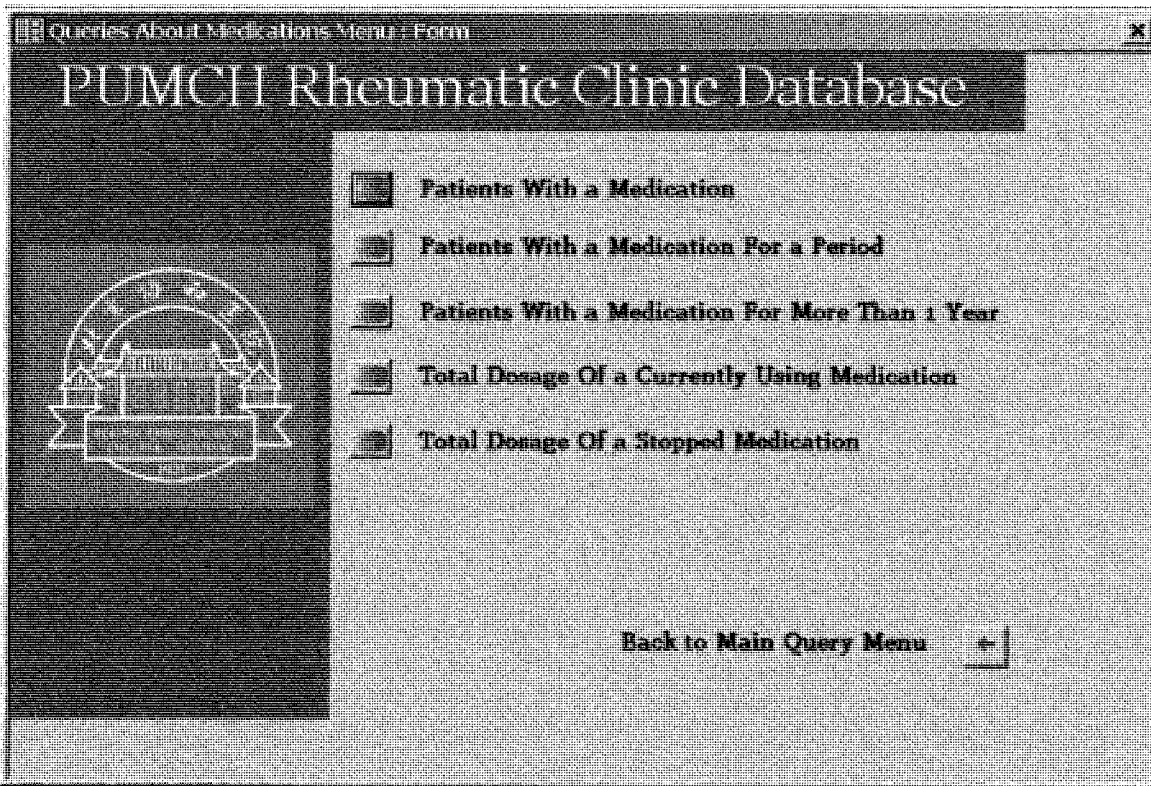 Queries About Medications Menu : Form
PUMCH Rheumatic Clinic Database
Patients With a Medication
Patients With a Medication For a Period
Patients With a Medication For More Than 1 Year
Total Dosage Of a Currently Using Medication
Total Dosage Of a Stopped Medication
Back to Main Query Menu